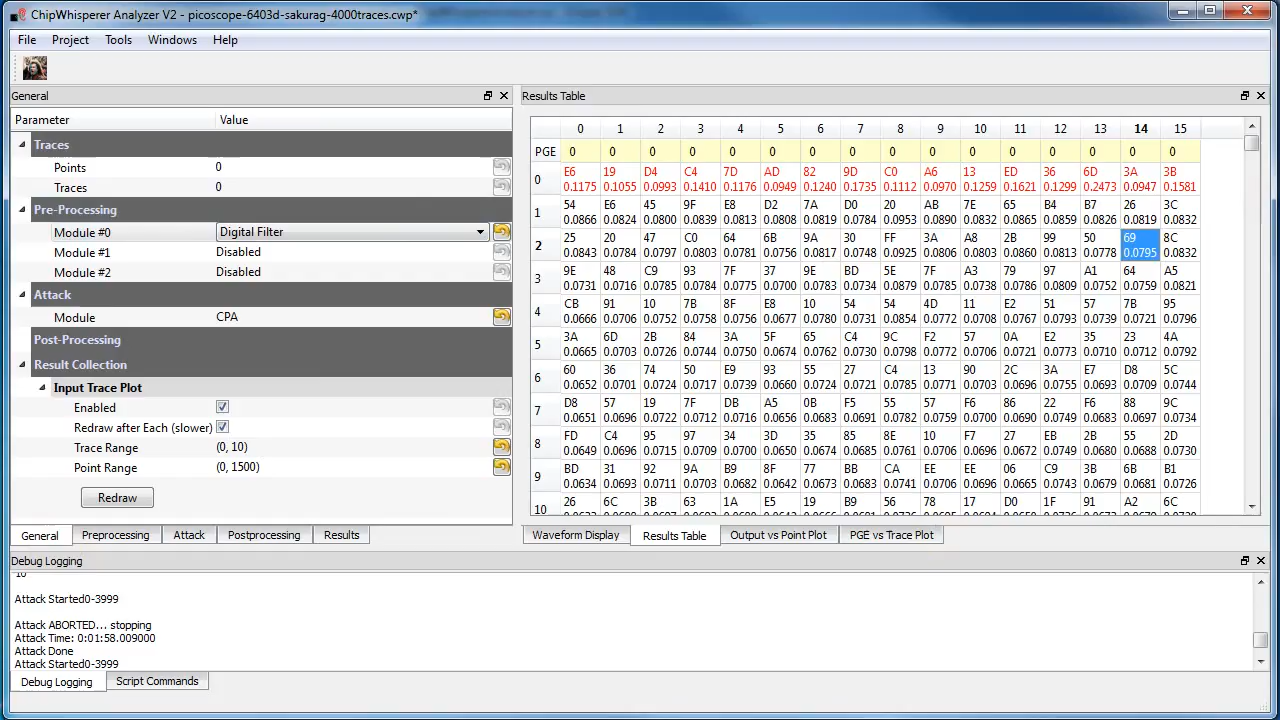 ChipWhisperer Analyzer V2 - picoscope-6403d-sakurag-4000traces.cwp*
File Project Tools Windows Help
General
Parameter Value
Traces
Points 0
Traces 0
Pre-Processing
Module #0 Digital Filter
Module #1 Disabled
Module #2 Disabled
Attack
Module CPA
Post-Processing
Result Collection
Input Trace Plot
Enabled
Redraw after Each (slower)
Trace Range (0, 10)
Point Range (0, 1500)
Redraw
General Preprocessing Attack Postprocessing Results
Results Table
0 1 2 3 4 5 6 7 8 9 10 11 12 13 14 15
PGE 0 0 0 0 0 0 0 0 0 0 0 0 0 0 0 0
0
E6 19 D4 C4 7D AD 82 9D C0 A6 13 ED 36 6D 3A 3B
0.1175 0.1055 0.0993 0.1410 0.1176 0.0949 0.1240 0.1735 0.1112 0.0970 0.1259 0.1621 0.1299 0.2473 0.0947 0.1581
1
54 E6 45 9F E8 D2 7A D0 20 AB 7E 65 B4 B7 26 3C
0.0866 0.0824 0.0800 0.0839 0.0813 0.0808 0.0819 0.0784 0.0953 0.0890 0.0832 0.0865 0.0859 0.0826 0.0819 0.0832
2
25 20 47 C0 64 6B 9A 30 FF 3A A8 2B 99 50 69 8C
0.0843 0.0784 0.0797 0.0803 0.0781 0.0756 0.0817 0.0748 0.0925 0.0806 0.0803 0.0860 0.0813 0.0778 0.0795 0.0832
3
9E 48 C9 93 7F 37 9E BD 5E 7F A3 79 97 A1 64 A5
0.0731 0.0716 0.0785 0.0784 0.0775 0.0700 0.0783 0.0734 0.0879 0.0785 0.0738 0.0786 0.0809 0.0752 0.0759 0.0821
4
CB 91 10 7B 8F E8 10 54 54 4D 11 E2 51 57 7B 95
0.0666 0.0706 0.0752 0.0758 0.0756 0.0677 0.0780 0.0731 0.0854 0.0772 0.0708 0.0767 0.0793 0.0739 0.0721 0.0790
5
3A 6D 2B 84 3A 5F 65 C4 9C F2 57 0A E2 35 23 4A
0.0665 0.0703 0.0726 0.0744 0.0750 0.0674 0.0762 0.0730 0.0798 0.0772 0.0706 0.0721 0.0773 0.0710 0.0712 0.0792
6
60 36 74 50 E9 93 55 27 C4 13 90 2C 3A E7 D8 5C
0.0652 0.0701 0.0724 0.0717 0.0729 0.0660 0.0724 0.0721 0.0785 0.0771 0.0703 0.0696 0.0755 0.0693 0.0709 0.0744
7
D8 57 19 7F DB A5 0B F5 55 57 F6 86 22 F6 88 9C
0.0651 0.0696 0.0722 0.0712 0.0716 0.0656 0.0683 0.0691 0.0782 0.0759 0.0700 0.0690 0.0749 0.0683 0.0697 0.0734
8
FD C4 95 97 34 3D 35 85 8E 10 F7 27 EB 2B 55 2D
0.0649 0.0696 0.0715 0.0704 0.0700 0.0650 0.0678 0.0685 0.0761 0.0706 0.0696 0.0672 0.0749 0.0680 0.0688 0.0730
9
BD 31 92 9A B9 8F 77 BB CA EE EE 06 C9 3B 6B B1
0.0634 0.0693 0.0711 0.0703 0.0682 0.0642 0.0673 0.0683 0.0741 0.0706 0.0696 0.0665 0.0743 0.0678 0.0681 0.0726
10
26 6C 3B 63 1A E5 19 B9 56 78 17 D0 1F 91 A2 6C
Waveform Display Results Table Output vs Point Plot PGE vs Trace Plot
Debug Logging
10
Attack Started0-3999
Attack ABORTED... stopping
Attack Time: 0:01:58.009000
Attack Done
Attack Started0-3999
Debug Logging Script Commands